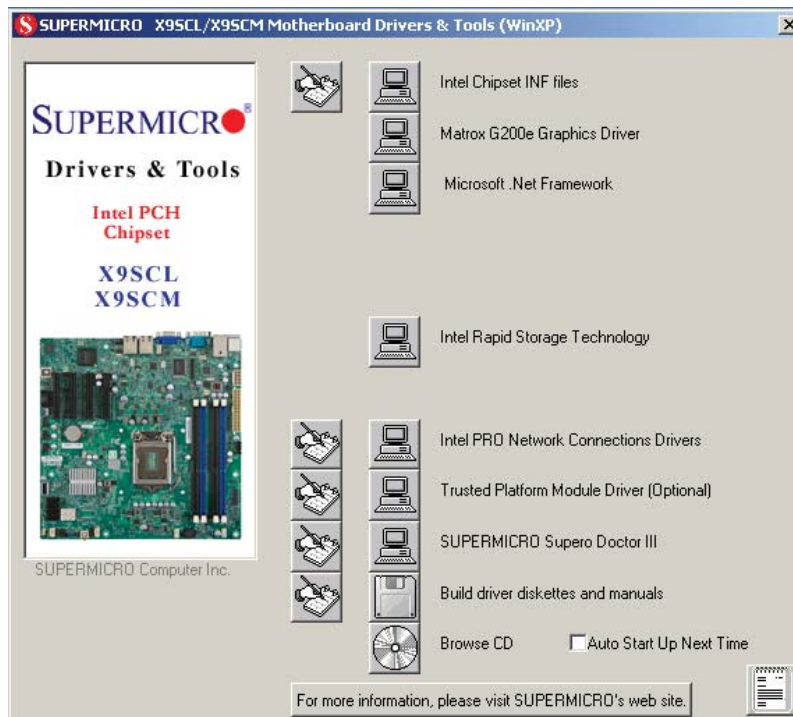 SUPERMICRO X9SCL/X9SCM Motherboard Drivers & Tools (WinXP)
SUPERMICRO®
Drivers & Tools
Intel PCH
Chipset
X9SCL
X9SCM
SUPERMICRO Computer Inc.
Intel Chipset INF files
Matrox G200e Graphics Driver
Microsoft .Net Framework
Intel Rapid Storage Technology
Intel PRO Network Connections Drivers
Trusted Platform Module Driver (Optional)
SUPERMICRO Supero Doctor III
Build driver diskettes and manuals
Browse CD
Auto Start Up Next Time
For more information, please visit SUPERMICRO's web site.